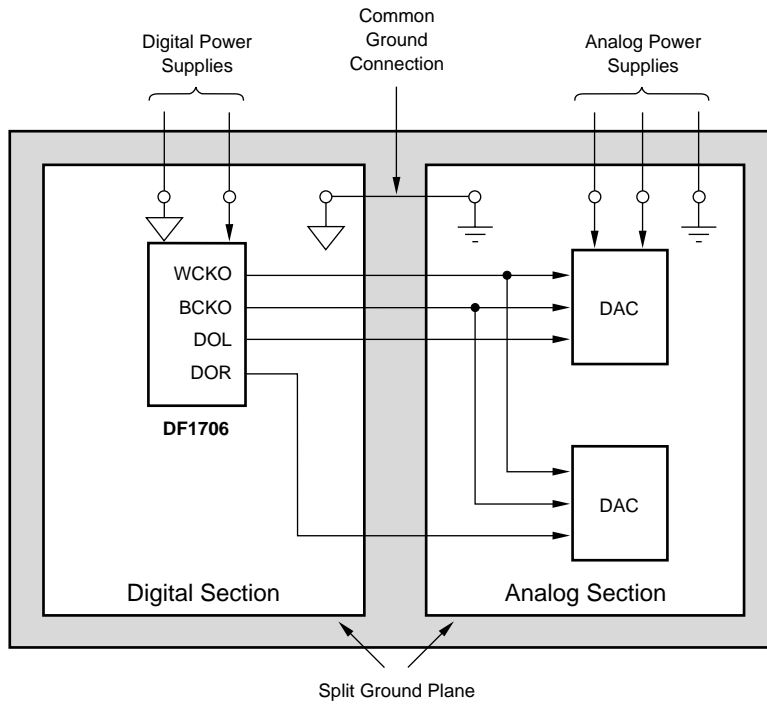 Common
Ground
Connection
Digital Power
Supplies
Analog Power
Supplies
WCKO
BCKO
DOL
DOR
DF1706
DAC
DAC
Digital Section
Analog Section
Split Ground Plane